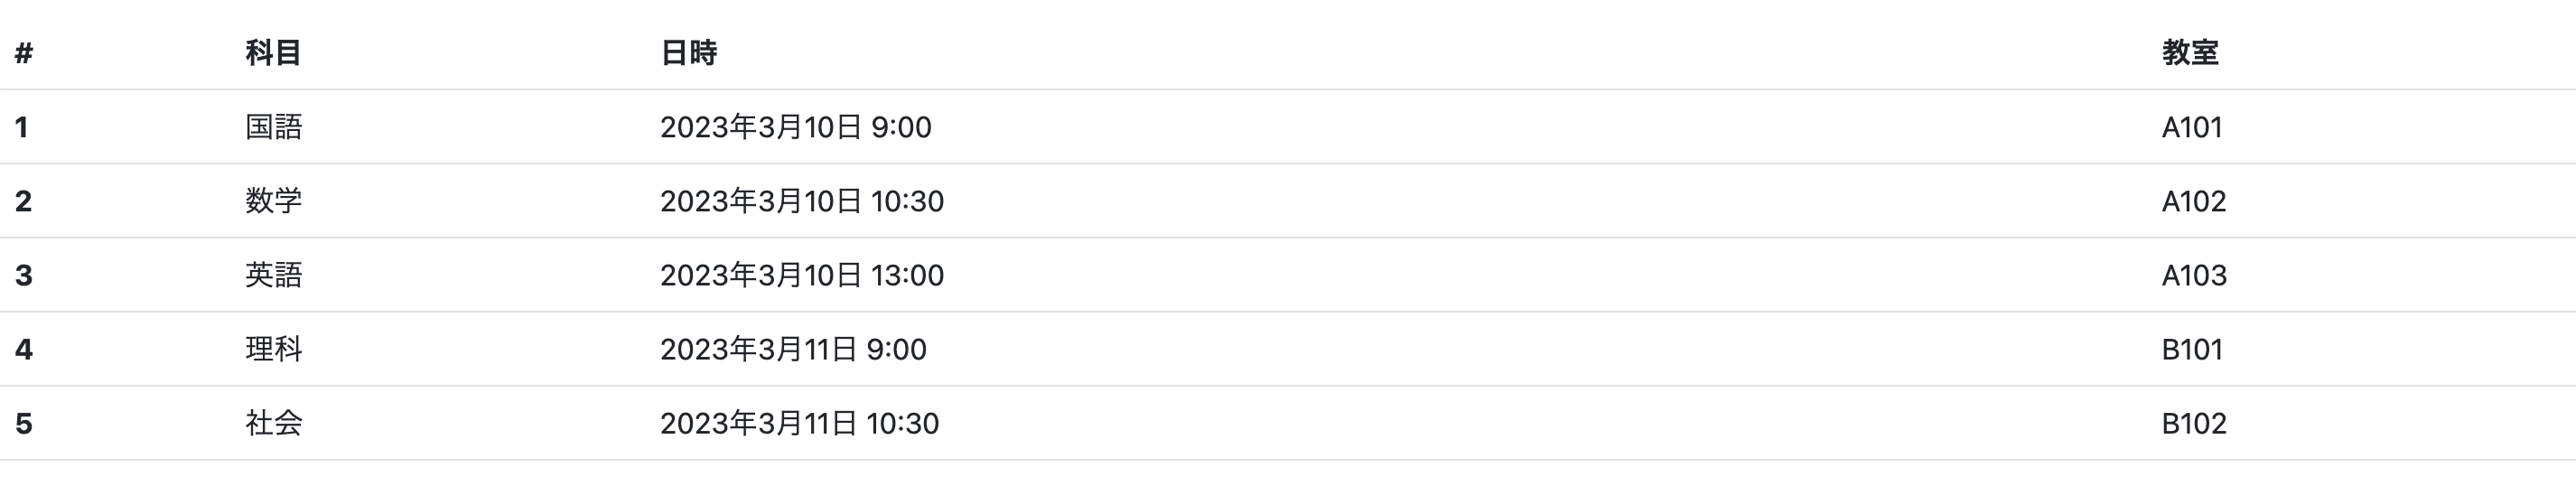 # 科目 日時 教室
1 国語 2023年3月10日 9:00 A101
2 数学 2023年3月10日 10:30 A102
3 英語 2023年3月10日 13:00 A103
4 理科 2023年3月11日 9:00 B101
5 社会 2023年3月11日 10:30 B102